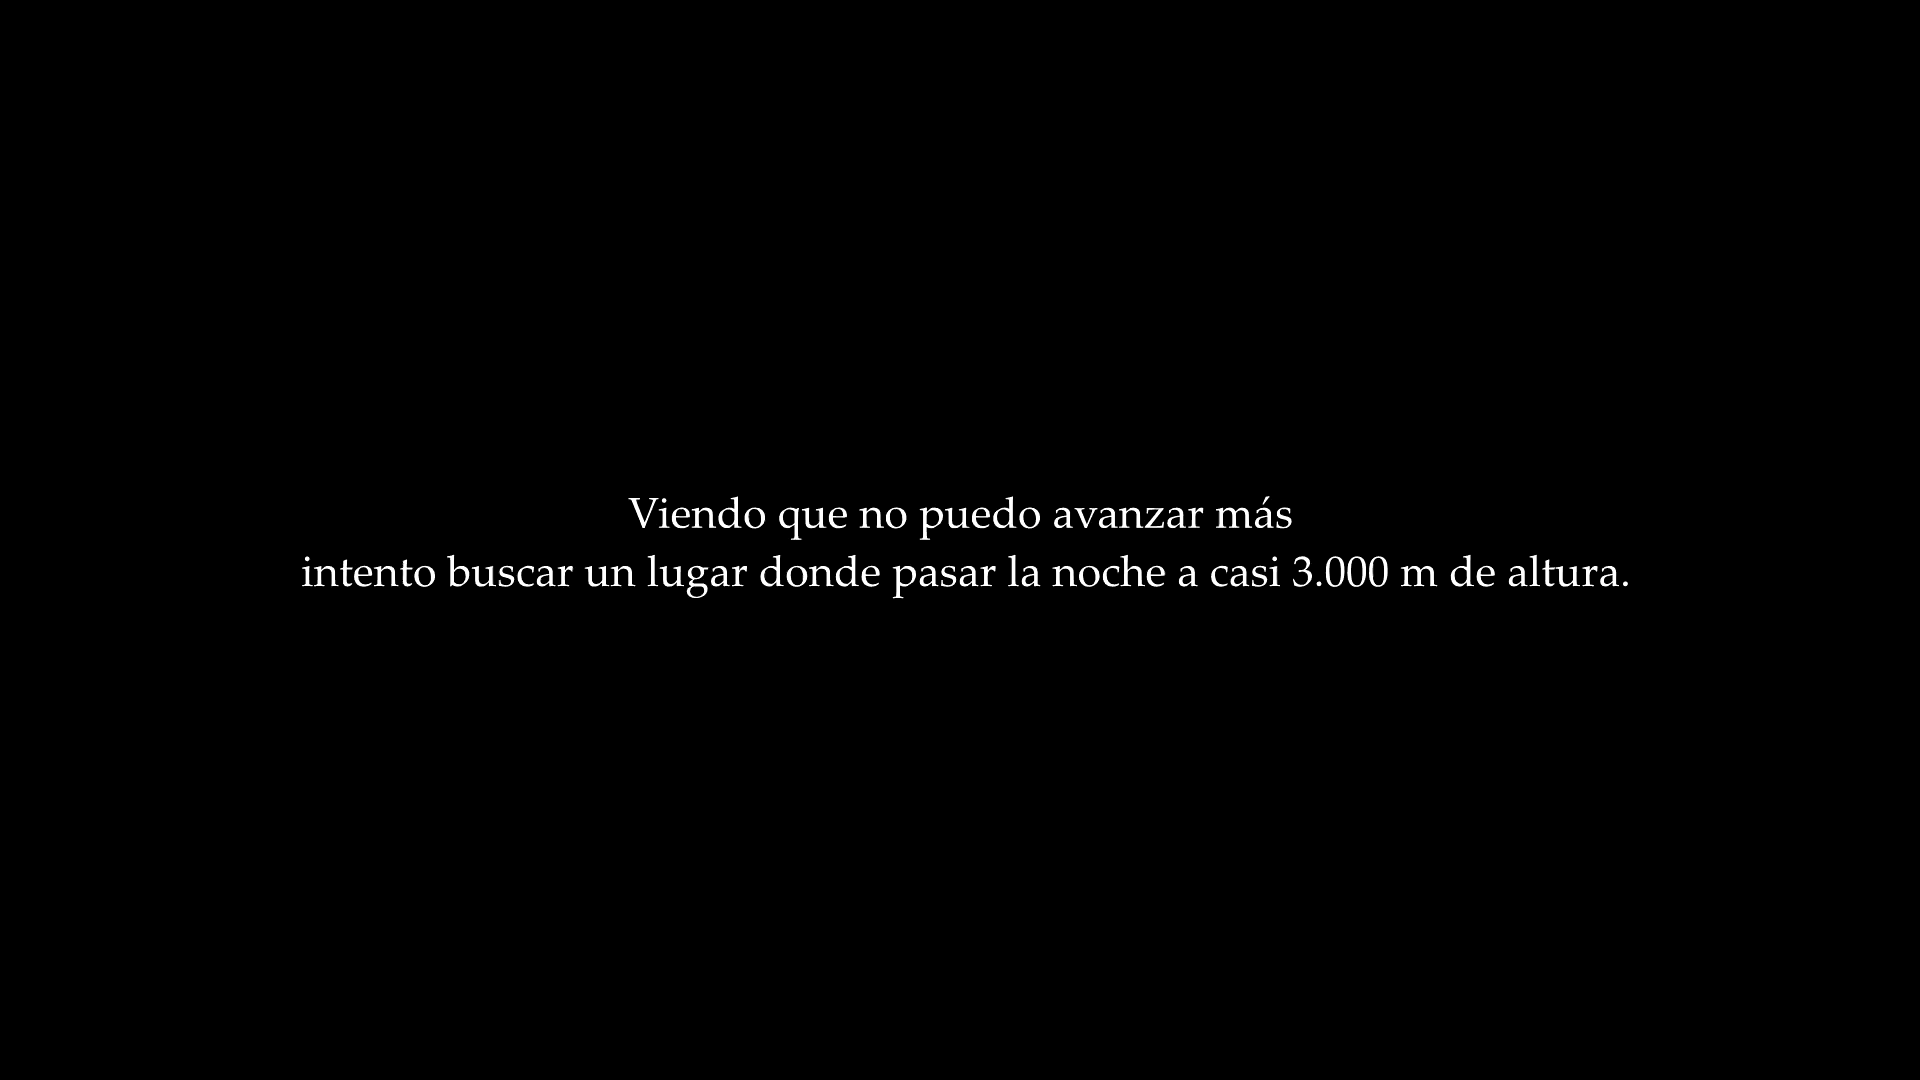 Viendo que no puedo avanzar más
intento buscar un lugar donde pasar la noche a casi 3.000 m de altura.